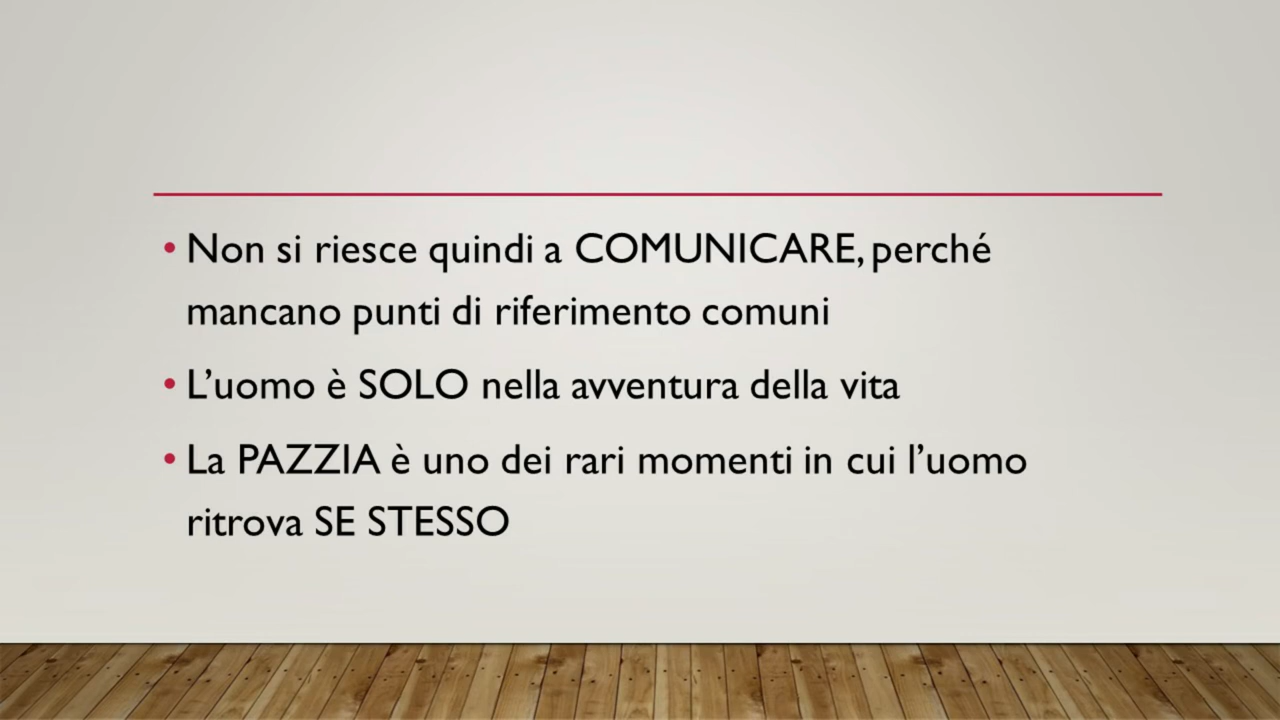 • Non si riesce quindi a COMUNICARE, perché
mancano punti di riferimento comuni
• L’uomo è SOLO nella avventura della vita
• La PAZZIA è uno dei rari momenti in cui l’uomo
ritrova SE STESSO